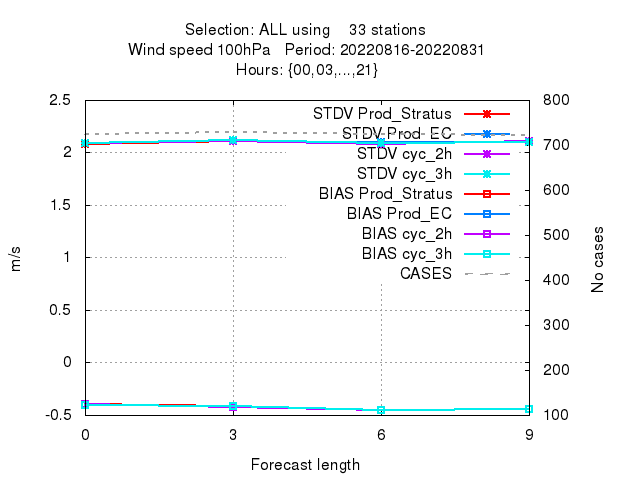 Selection: ALL using    33 stations
Wind speed 100hPa   Period: 20220816-20220831
Hours: {00,03,...,21}
2.5
2
1.5
1
0.5
0
-0.5
800
700
600
500
400
300
200
100
0
3
6
9
m/s
No cases
Forecast length
STDV Prod_Stratus
STDV Prod_EC
STDV cyc_2h
STDV cyc_3h
BIAS Prod_Stratus
BIAS Prod_EC
BIAS cyc_2h
BIAS cyc_3h
CASES